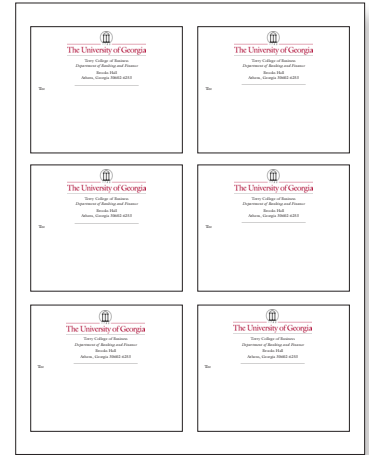 The University of Georgia
Terry College of Business
Department of Banking and Finance
Brooks Hall
Athens, Georgia 30602-6253
To:
The University of Georgia
Terry College of Business
Department of Banking and Finance
Brooks Hall
Athens, Georgia 30602-6253
To:
The University of Georgia
Terry College of Business
Department of Banking and Finance
Brooks Hall
Athens, Georgia 30602-6253
To:
The University of Georgia
Terry College of Business
Department of Banking and Finance
Brooks Hall
Athens, Georgia 30602-6253
To:
The University of Georgia
Terry College of Business
Department of Banking and Finance
Brooks Hall
Athens, Georgia 30602-6253
To:
The University of Georgia
Terry College of Business
Department of Banking and Finance
Brooks Hall
Athens, Georgia 30602-6253
To: